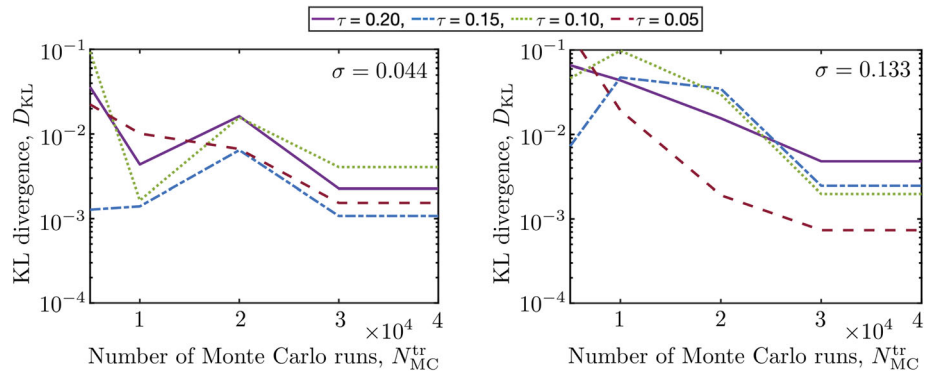 τ = 0.20, τ = 0.15, τ = 0.10, τ = 0.05
σ = 0.044
KL divergence, D_KL
10^-1
10^-2
10^-3
10^-4
1 2 3 4
×10^4
Number of Monte Carlo runs, N_MC^tr
σ = 0.133
KL divergence, D_KL
10^-1
10^-2
10^-3
10^-4
1 2 3 4
×10^4
Number of Monte Carlo runs, N_MC^tr